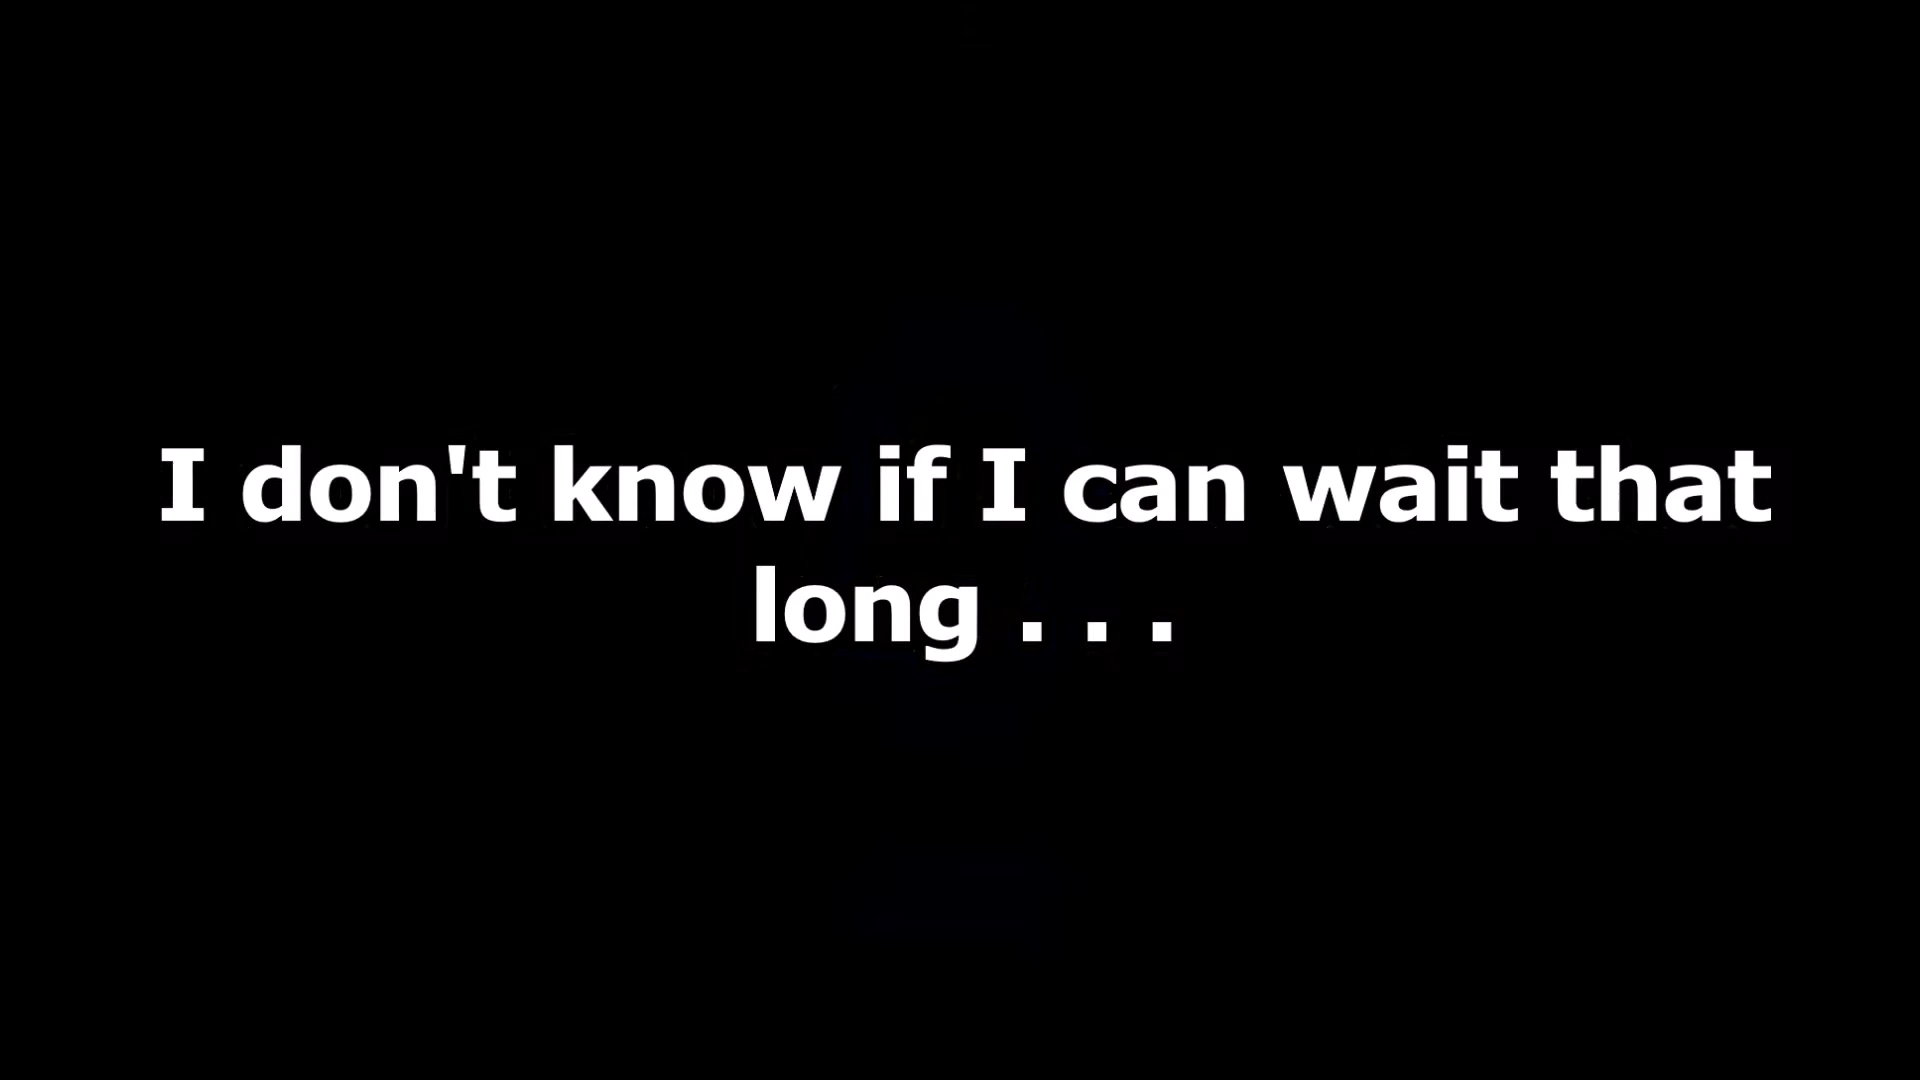 I don't know if I can wait that
long . . .